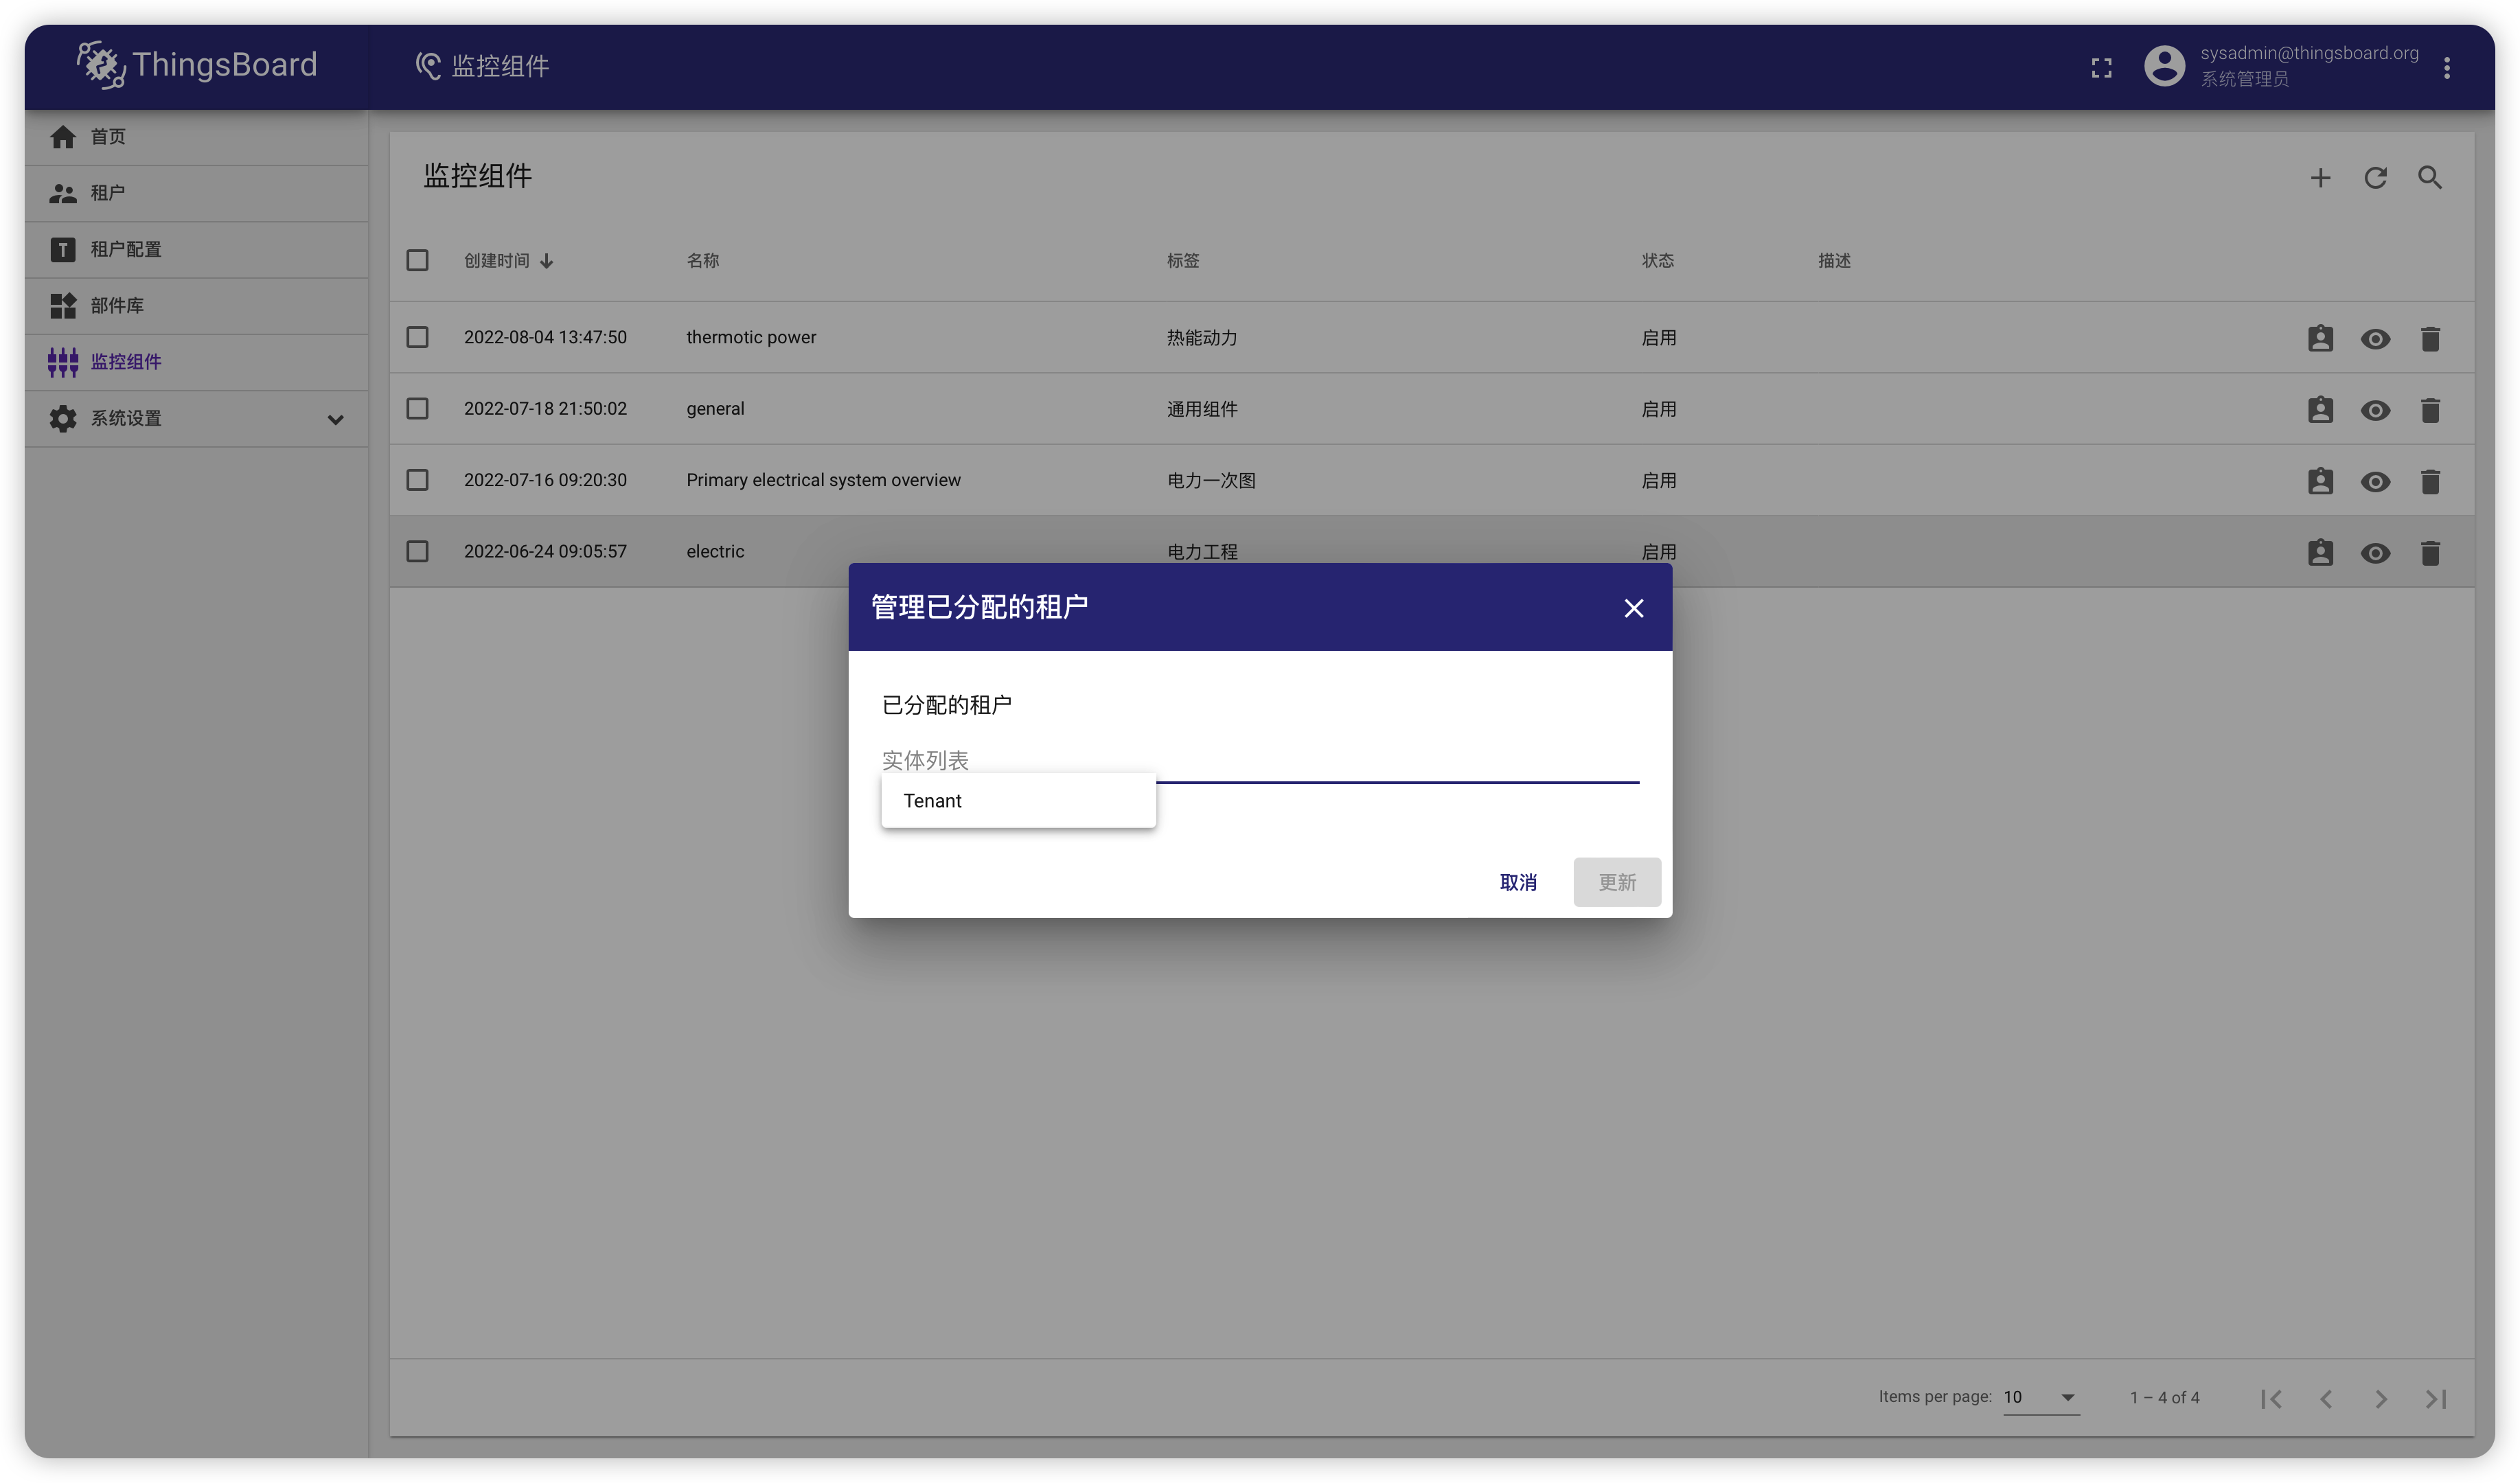 ThingsBoard
监控组件
sysadmin@thingsboard.org
系统管理员
首页
租户
T 租户配置
部件库
监控组件
系统设置
监控组件
创建时间 名称 标签 状态 描述
2022-08-04 13:47:50 thermotic power 热能动力 启用
2022-07-18 21:50:02 general 通用组件 启用
2022-07-16 09:20:30 Primary electrical system overview 电力一次图 启用
2022-06-24 09:05:57 electric 电力工程 启用
管理已分配的租户
已分配的租户
实体列表
Tenant
取消 更新
Items per page: 10 1 – 4 of 4